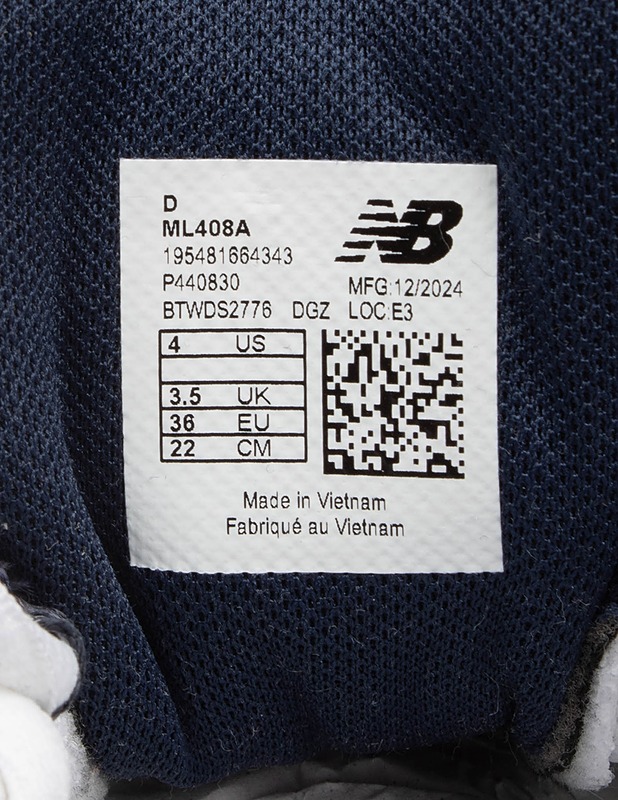 D
ML408A
195481664343
P440830
BTWDS2776 DGZ
NB
MFG:12/2024
LOC:E3
4 US
3.5 UK
36 EU
22 CM
Made in Vietnam
Fabriqué au Vietnam